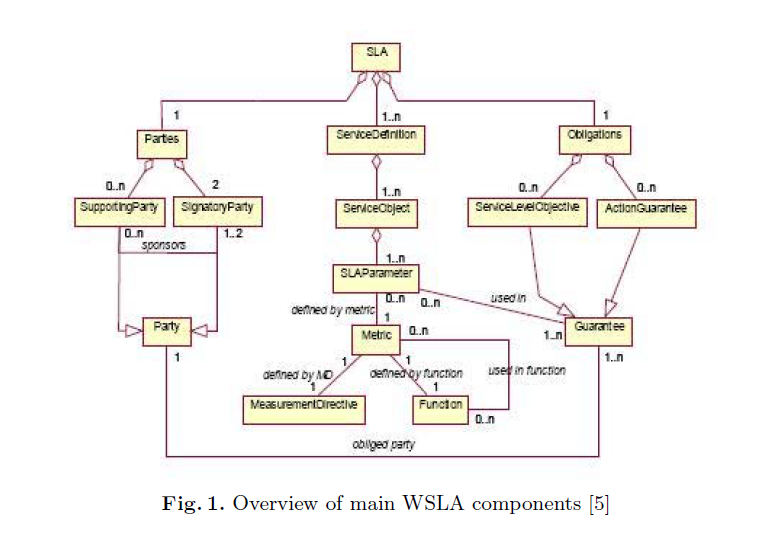 SLA
1
1..n
1
Parties
ServiceDefinition
Obligations
0..n
2
1..n
0..n
0..n
SupportingParty
SignatoryParty
ServiceObject
ServiceLevelObjective
ActionGuarantee
0..n
1..2
sponsors
1..n
SLAParameter
0..n
0..n
used in
defined by metric
1
Party
Metric
0..n
1..n
Guarantee
1
1
1
1..n
defined by MD
defined by function
used in function
1
1
MeasurementDirective
Function
0..n
obliged party
Fig. 1. Overview of main WSLA components [5]